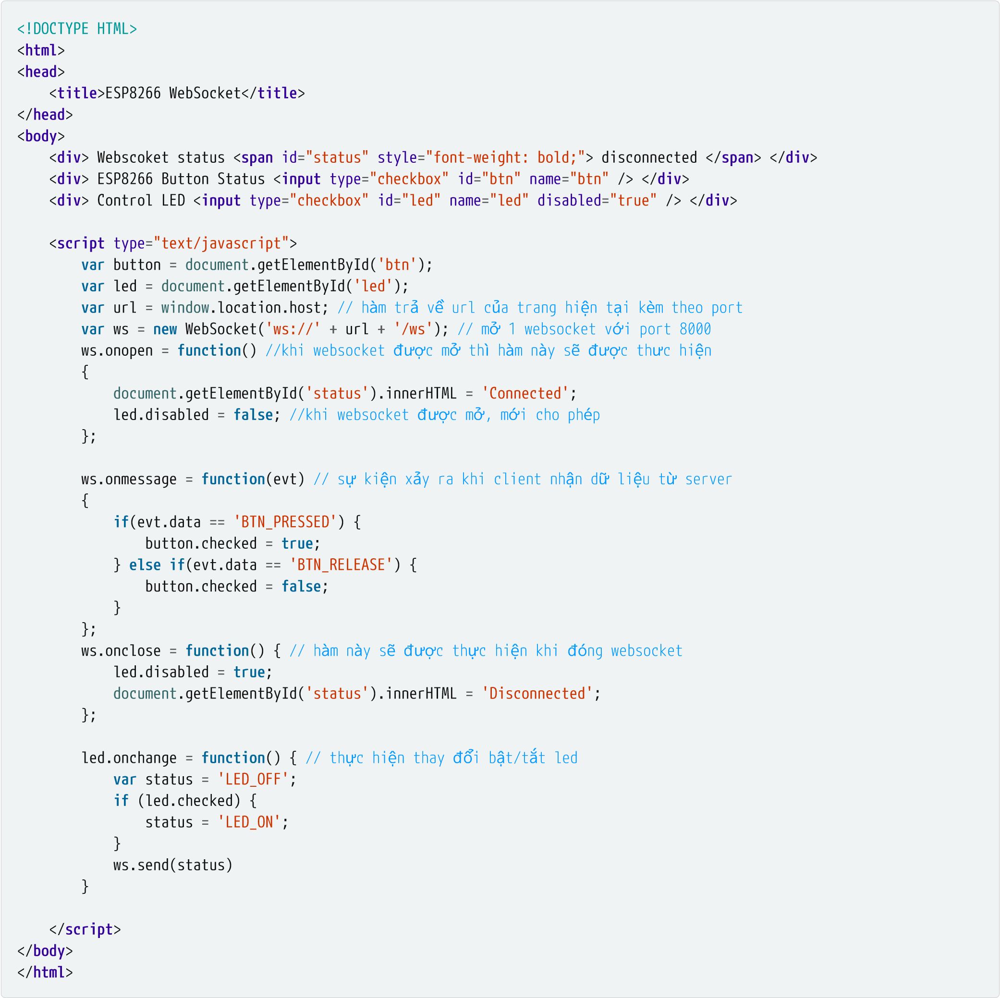 <!DOCTYPE HTML>
<html>
<head>
    <title>ESP8266 WebSocket</title>
</head>
<body>
    <div> Webscoket status <span id="status" style="font-weight: bold;"> disconnected </span> </div>
    <div> ESP8266 Button Status <input type="checkbox" id="btn" name="btn" /> </div>
    <div> Control LED <input type="checkbox" id="led" name="led" disabled="true" /> </div>

    <script type="text/javascript">
        var button = document.getElementById('btn');
        var led = document.getElementById('led');
        var url = window.location.host; // hàm trả về url của trang hiện tại kèm theo port
        var ws = new WebSocket('ws://' + url + '/ws'); // mở 1 websocket với port 8000
        ws.onopen = function() //khi websocket được mở thì hàm này sẽ được thưc hiện
        {
            document.getElementById('status').innerHTML = 'Connected';
            led.disabled = false; //khi websocket được mở, mới cho phép
        };

        ws.onmessage = function(evt) // sự kiện xảy ra khi client nhận dữ liệu từ server
        {
            if(evt.data == 'BTN_PRESSED') {
                button.checked = true;
            } else if(evt.data == 'BTN_RELEASE') {
                button.checked = false;
            }
        };
        ws.onclose = function() { // hàm này sẽ được thực hiện khi đóng websocket
            led.disabled = true;
            document.getElementById('status').innerHTML = 'Disconnected';
        };

        led.onchange = function() { // thực hiện thay đổi bật/tắt led
            var status = 'LED_OFF';
            if (led.checked) {
                status = 'LED_ON';
            }
            ws.send(status)
        }

    </script>
</body>
</html>